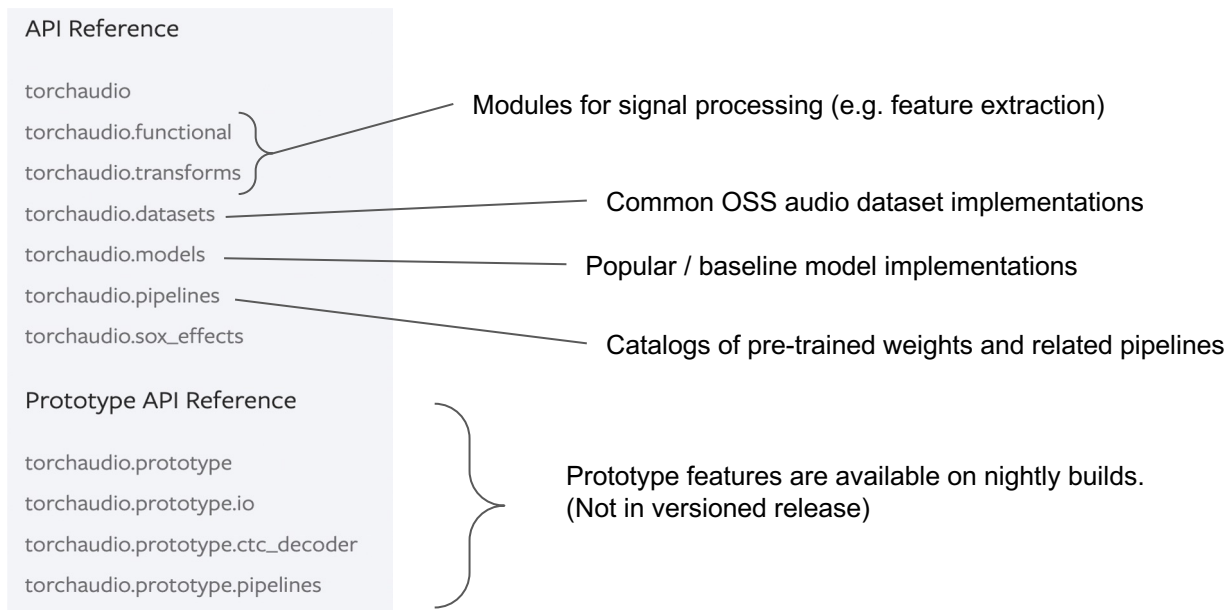 API Reference
torchaudio
Modules for signal processing (e.g. feature extraction)
torchaudio.functional
torchaudio.transforms
torchaudio.datasets
Common OSS audio dataset implementations
torchaudio.models
Popular / baseline model implementations
torchaudio.pipelines
torchaudio.sox_effects
Catalogs of pre-trained weights and related pipelines
Prototype API Reference
torchaudio.prototype
Prototype features are available on nightly builds.
torchaudio.prototype.io
(Not in versioned release)
torchaudio.prototype.ctc_decoder
torchaudio.prototype.pipelines